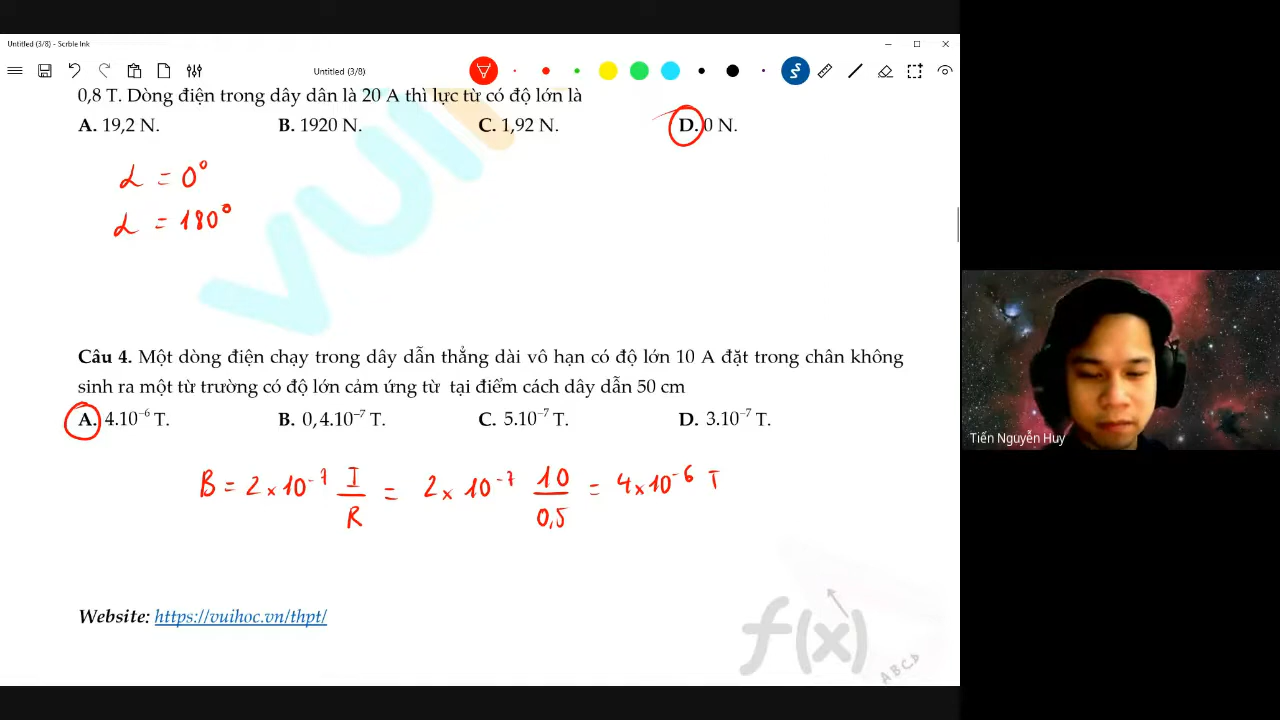 Untitled (3/8) - Scrble Ink
Untitled (3/8)
0,8 T. Dòng điện trong dây dân là 20 A thì lực từ có độ lớn là
A. 19,2 N. B. 1920 N. C. 1,92 N. D. 0 N.
α = 0°
α = 180°
VUI
Câu 4. Một dòng điện chạy trong dây dẫn thẳng dài vô hạn có độ lớn 10 A đặt trong chân không
sinh ra một từ trường có độ lớn cảm ứng từ tại điểm cách dây dẫn 50 cm
A. 4.10⁻⁶ T. B. 0,4.10⁻⁷ T. C. 5.10⁻⁷ T. D. 3.10⁻⁷ T.
B = 2 × 10⁻⁷ I/R = 2 × 10⁻⁷ 10/0,5 = 4 × 10⁻⁶ T
Website: https://vuihoc.vn/thpt/
f(x)
ABCD
Tiến Nguyễn Huy